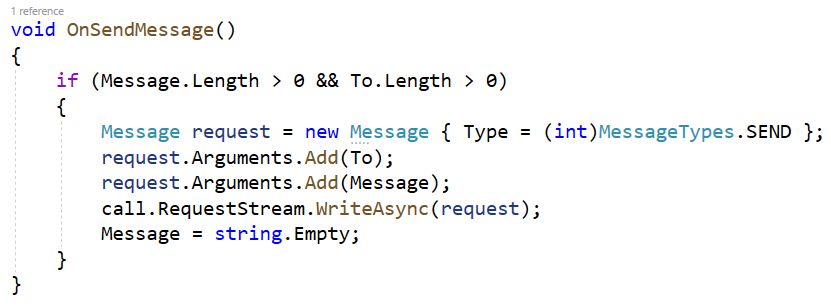 1 reference
void OnSendMessage()
{
    if (Message.Length > 0 && To.Length > 0)
    {
        Message request = new Message { Type = (int)MessageTypes.SEND };
        request.Arguments.Add(To);
        request.Arguments.Add(Message);
        call.RequestStream.WriteAsync(request);
        Message = string.Empty;
    }
}